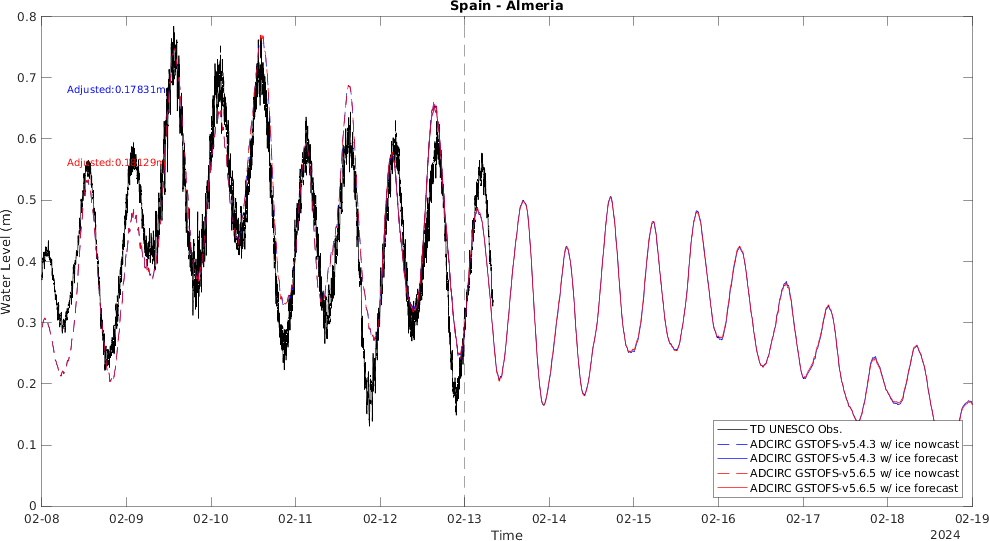 Spain - Almeria
0.8
0.7
Adjusted:0.17831m
0.6
0.5
0.4
Water Level (m)
0.3
0.2
0.1
0
TD UNESCO Obs.
ADCIRC GSTOFS-v5.4.3 w/ ice nowcast
ADCIRC GSTOFS-v5.4.3 w/ ice forecast
ADCIRC GSTOFS-v5.6.5 w/ ice nowcast
ADCIRC GSTOFS-v5.6.5 w/ ice forecast
02-08 02-09 02-10 02-11 02-12 02-13 02-14 02-15 02-16 02-17 02-18 02-19
Time
2024